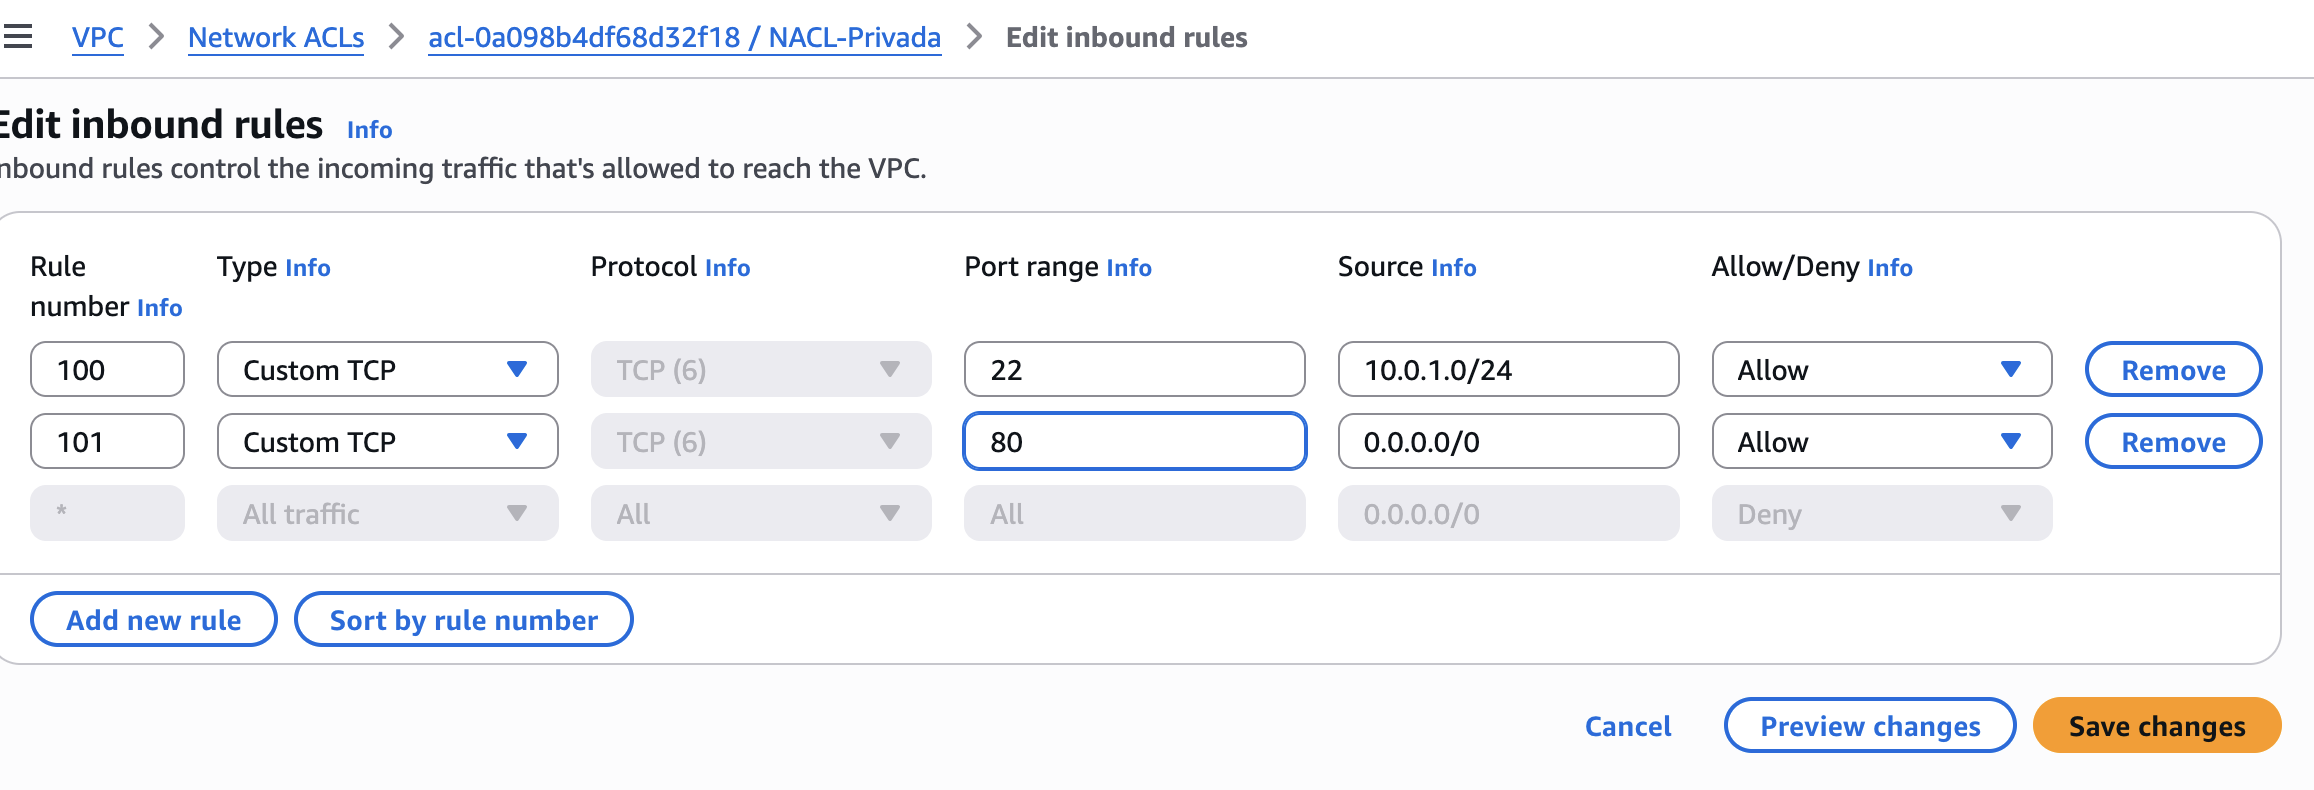 VPC > Network ACLs > acl-0a098b4df68d32f18 / NACL-Privada > Edit inbound rules
Edit inbound rules Info
nbound rules control the incoming traffic that's allowed to reach the VPC.
Rule number Info Type Info Protocol Info Port range Info Source Info Allow/Deny Info
100 Custom TCP TCP (6) 22 10.0.1.0/24 Allow Remove
101 Custom TCP TCP (6) 80 0.0.0.0/0 Allow Remove
* All traffic All All 0.0.0.0/0 Deny
Add new rule Sort by rule number
Cancel Preview changes Save changes